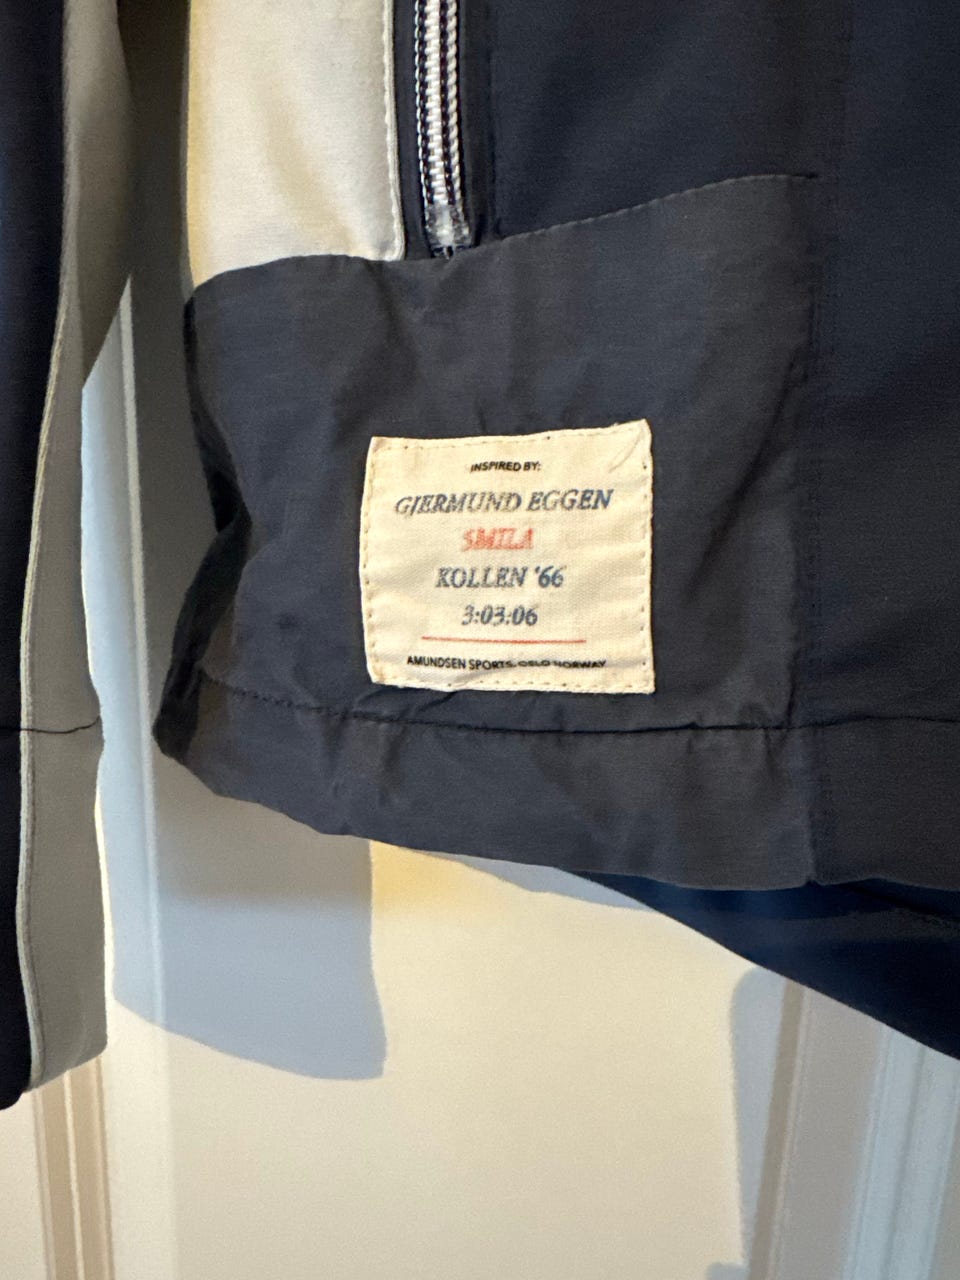 INSPIRED BY:
GJERMUND EGGEN
SMILA
KOLLEN '66
3:03:06
AMUNDSEN SPORTS, OSLO NORWAY